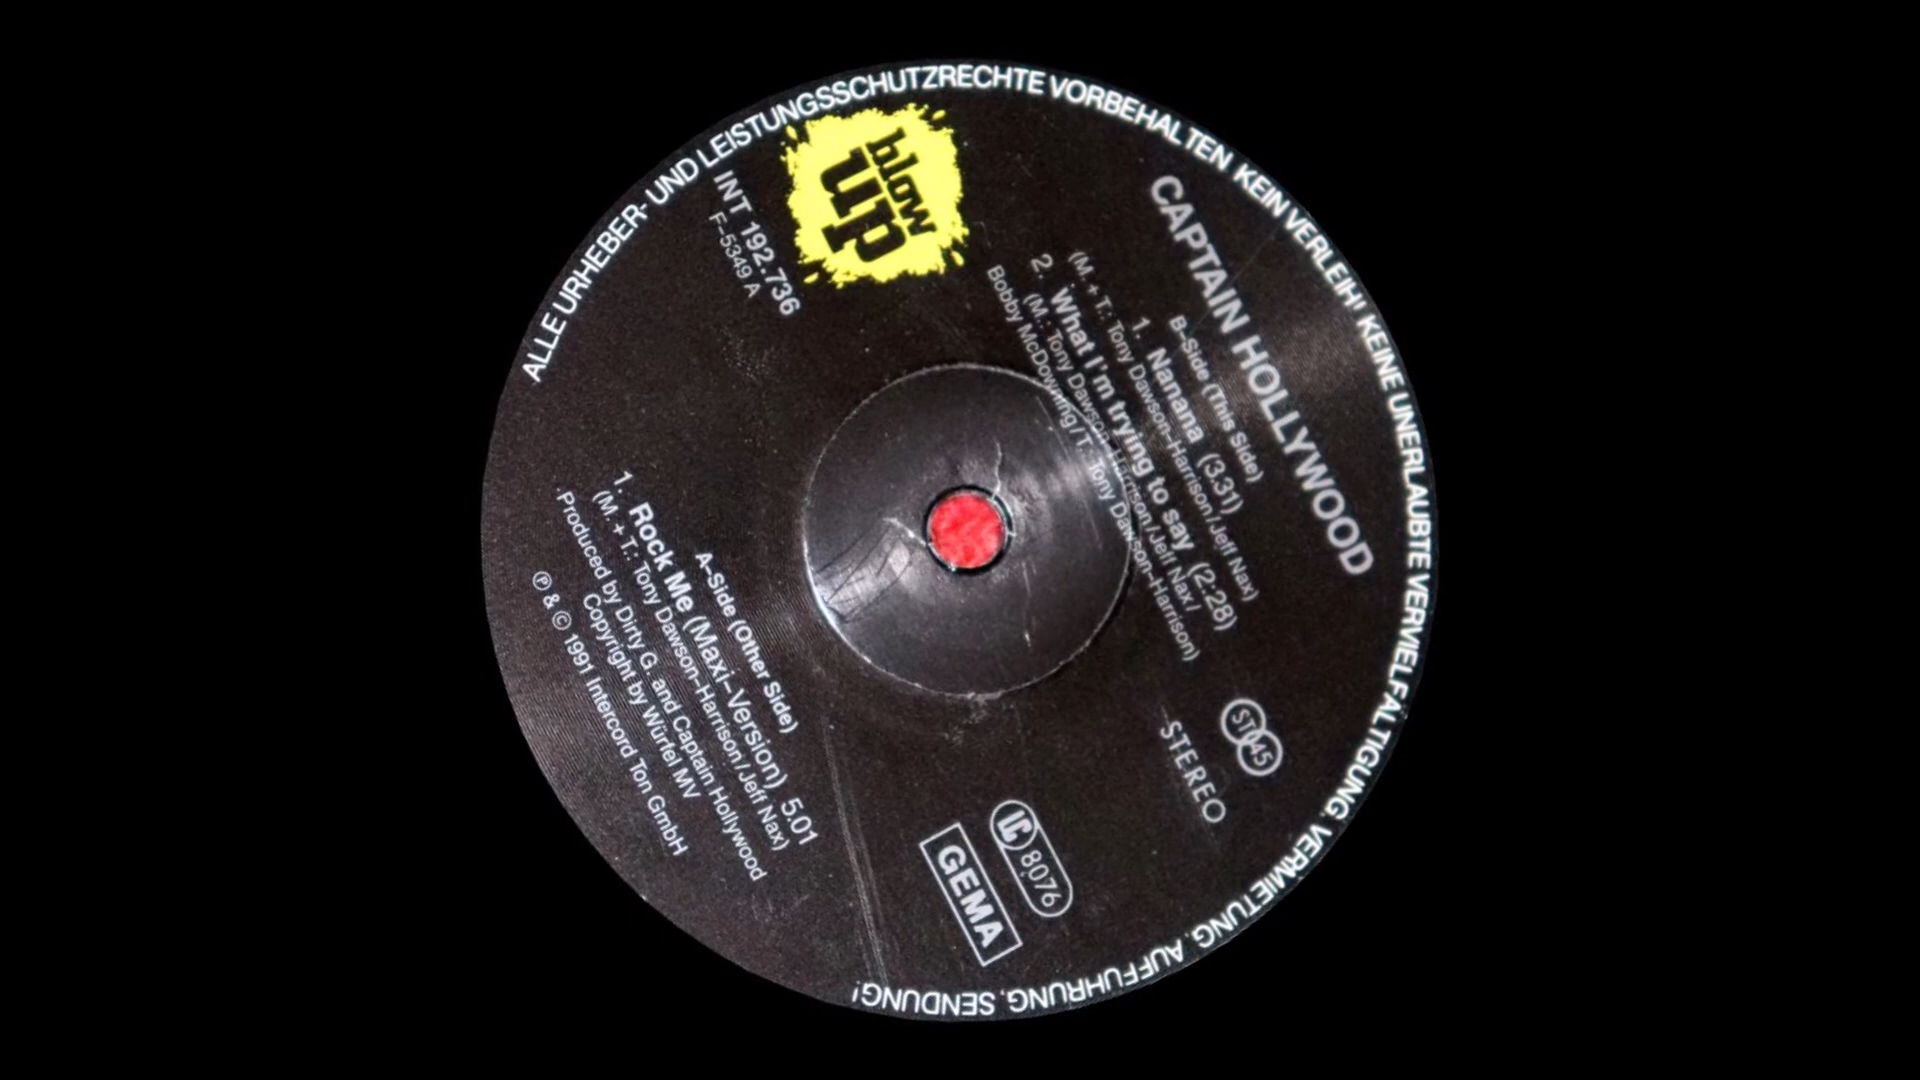 ALLE URHEBER- UND LEISTUNGSSCHUTZRECHTE VORBEHALTEN KEIN VERLEIH! KEINE UNERLAUBTE VERVIELFALTIGUNG, VERMIETUNG, AUFFUHRUNG, SENDUNG!
CAPTAIN HOLLYWOOD
B-Side (This Side)
1. Nanana (3.31)
(M. + T.: Tony Dawson-Harrison/Jeff Nax)
2. What I'm trying to say (2:28)
(M.: Tony Dawson-Harrison/Jeff Nax/
Bobby McDowning/T.: Tony Dawson-Harrison)
blow
up
INT 192.736
F-5349 A
ST 45
STEREO
LC 8076
GEMA
A-Side (Other Side)
1. Rock Me (Maxi-Version) 5.01
(M. + T.: Tony Dawson-Harrison/Jeff Nax)
Produced by Dirty G. and Captain Hollywood
Copyright by Würfel MV
Ⓟ & © 1991 Intercord Ton GmbH